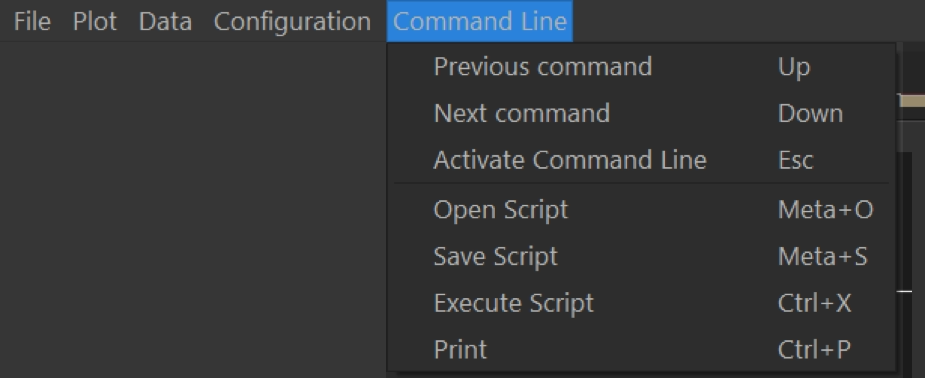 File Plot Data Configuration Command Line
Previous command Up
Next command Down
Activate Command Line Esc
Open Script Meta+O
Save Script Meta+S
Execute Script Ctrl+X
Print Ctrl+P